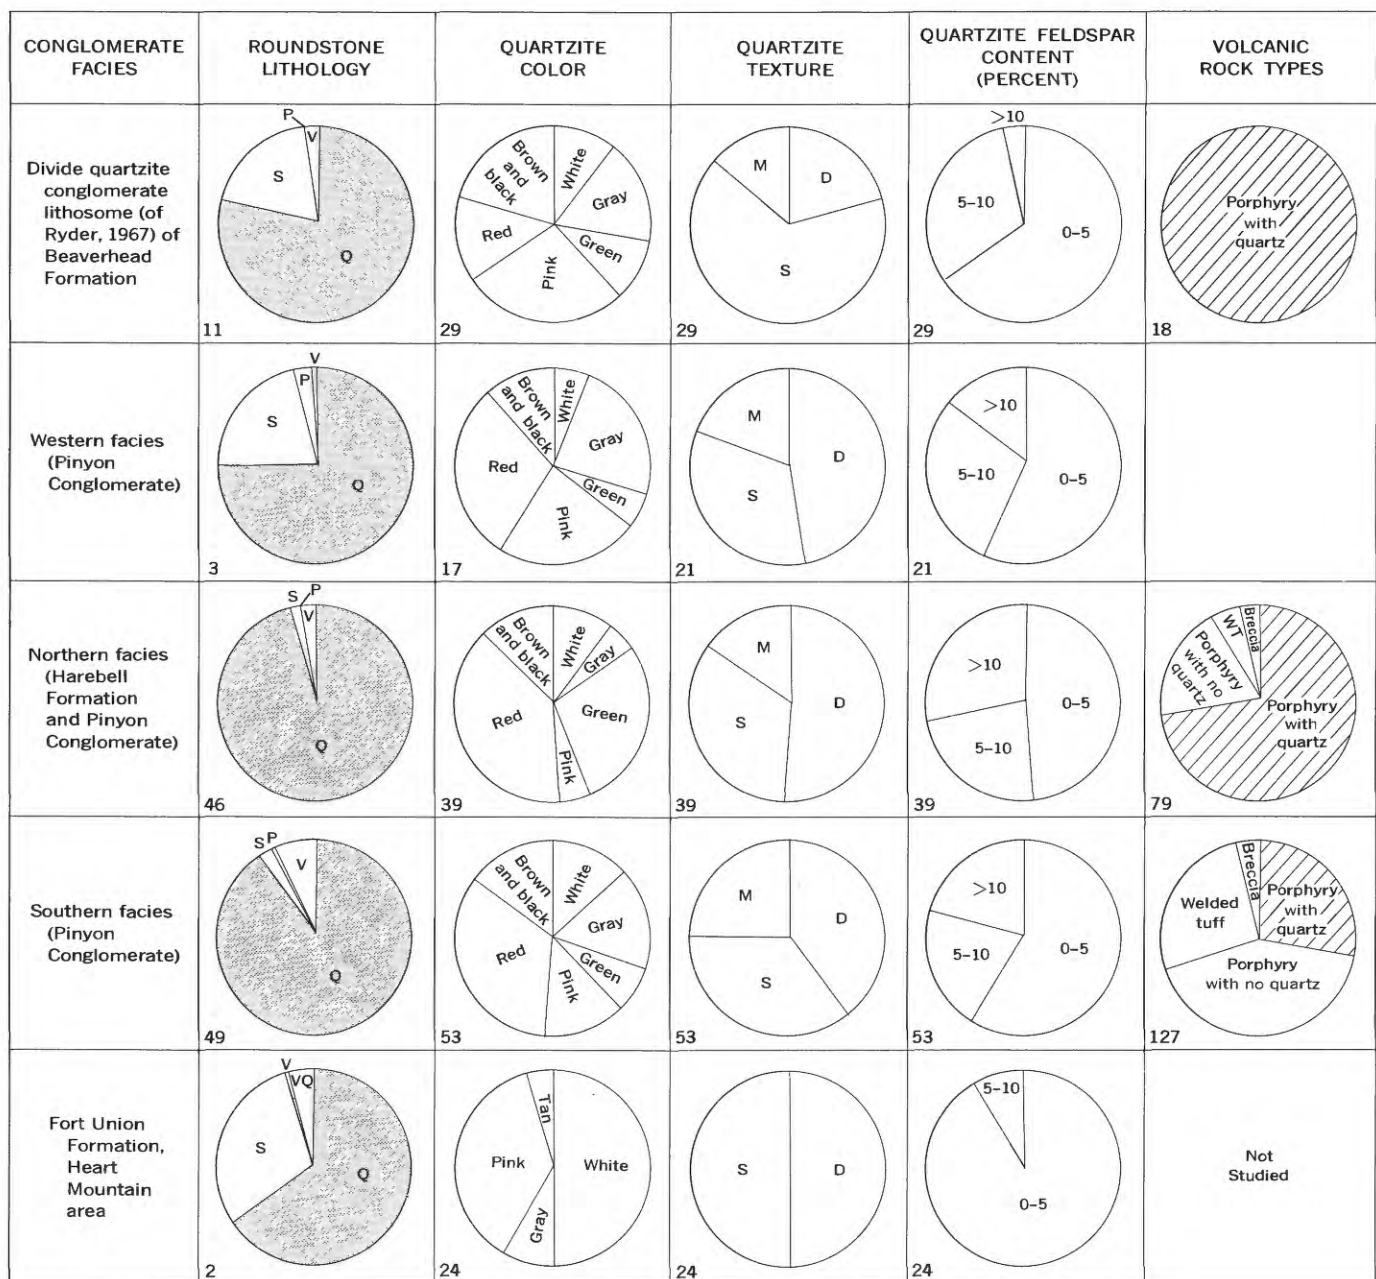 CONGLOMERATE
FACIES
ROUNDSTONE
LITHOLOGY
QUARTZITE
COLOR
QUARTZITE
TEXTURE
QUARTZITE FELDSPAR
CONTENT
(PERCENT)
VOLCANIC
ROCK TYPES
Divide quartzite
conglomerate
lithosome (of
Ryder, 1967) of
Beaverhead
Formation
P
V
S
Q
11
Brown
and
black
White
Gray
Green
Pink
Red
29
M
D
S
29
>10
5-10
0-5
29
Porphyry
with
quartz
18
Western facies
(Pinyon
Conglomerate)
V
P
S
Q
3
Brown
and black
White
Gray
Green
Pink
Red
17
M
D
S
21
>10
5-10
0-5
21
Northern facies
(Harebell
Formation
and Pinyon
Conglomerate)
S
P
V
Q
46
Brown
and black
White
Gray
Green
Pink
Red
39
M
D
S
39
>10
5-10
0-5
39
Breccia
WT
Porphyry
with no
quartz
Porphyry
with
quartz
79
Southern facies
(Pinyon
Conglomerate)
S
P
V
Q
49
Brown
and black
White
Gray
Green
Pink
Red
53
M
D
S
53
>10
5-10
0-5
53
Breccia
Welded
tuff
Porphyry
with
quartz
Porphyry
with no quartz
127
Fort Union
Formation,
Heart
Mountain
area
V
VQ
S
Q
2
Tan
Pink
White
Gray
24
S
D
24
5-10
0-5
24
Not
Studied